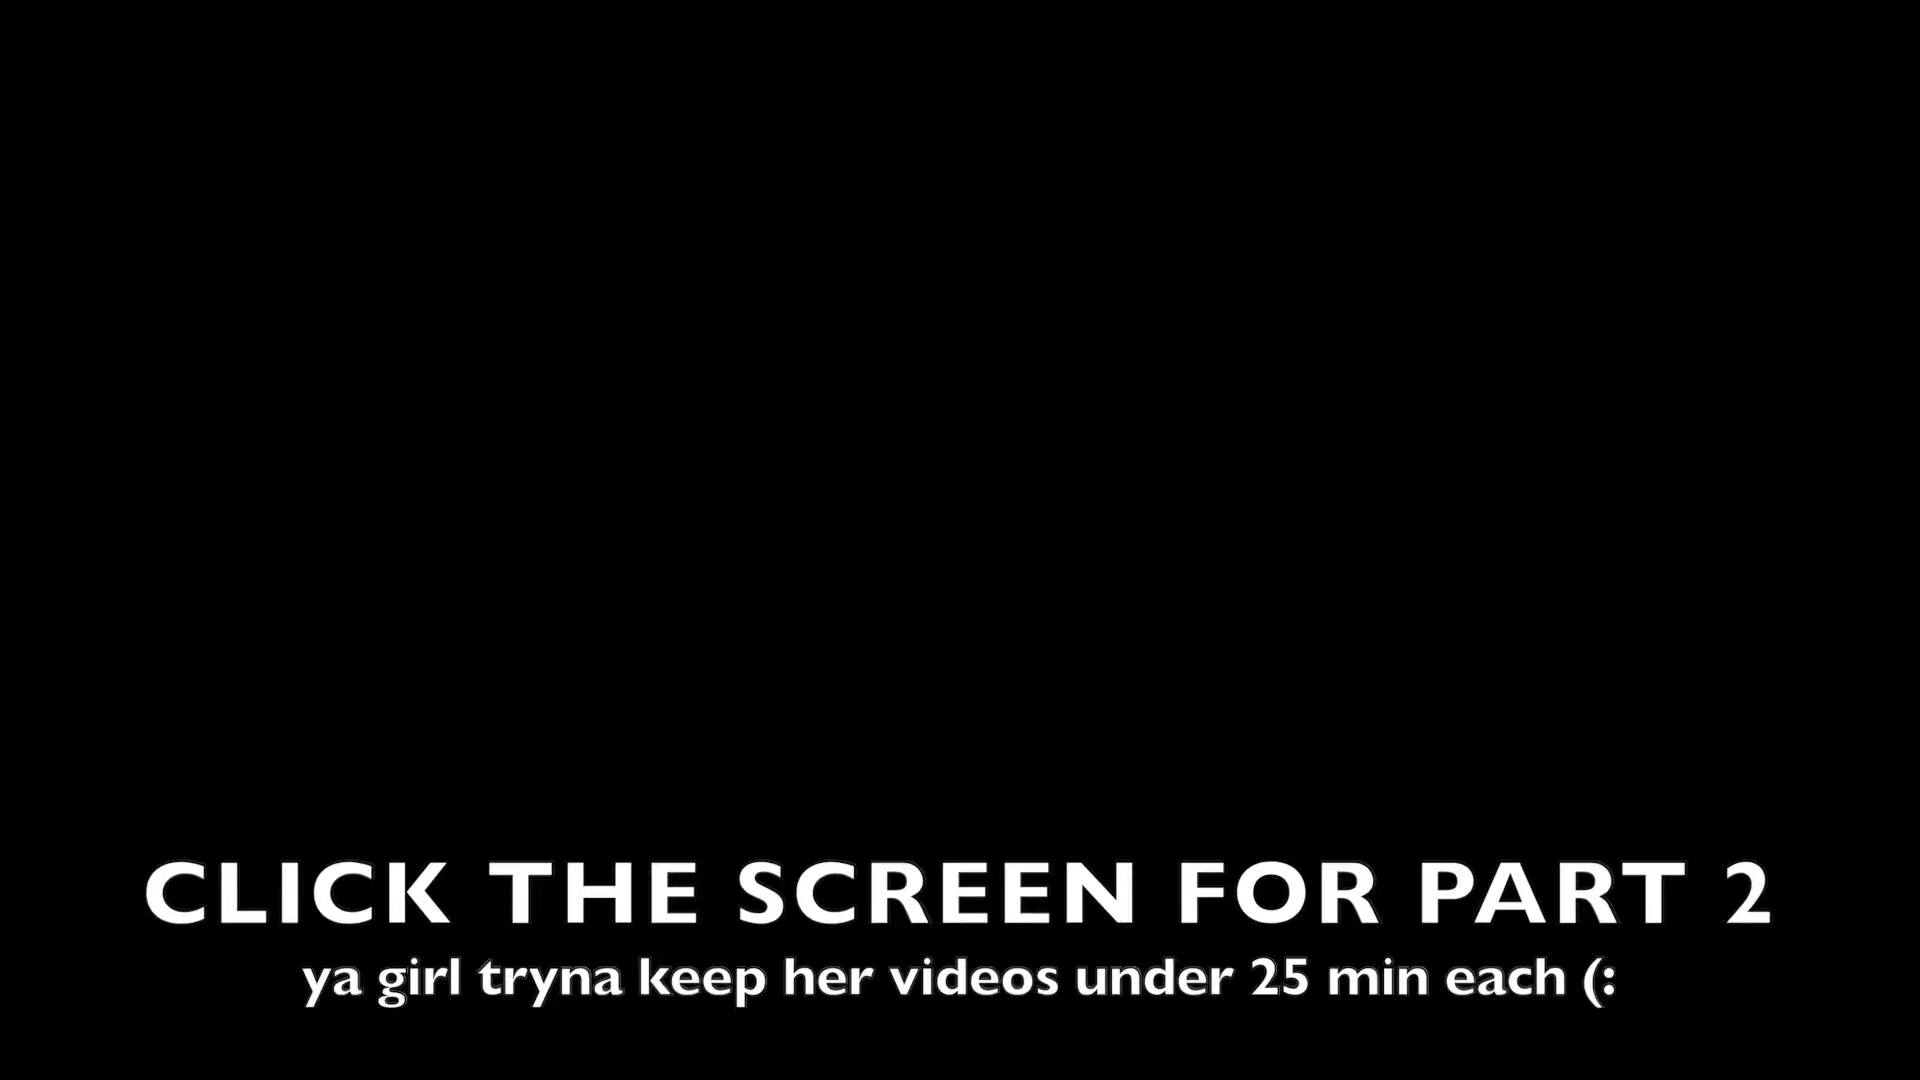 CLICK THE SCREEN FOR PART 2
ya girl tryna keep her videos under 25 min each (: